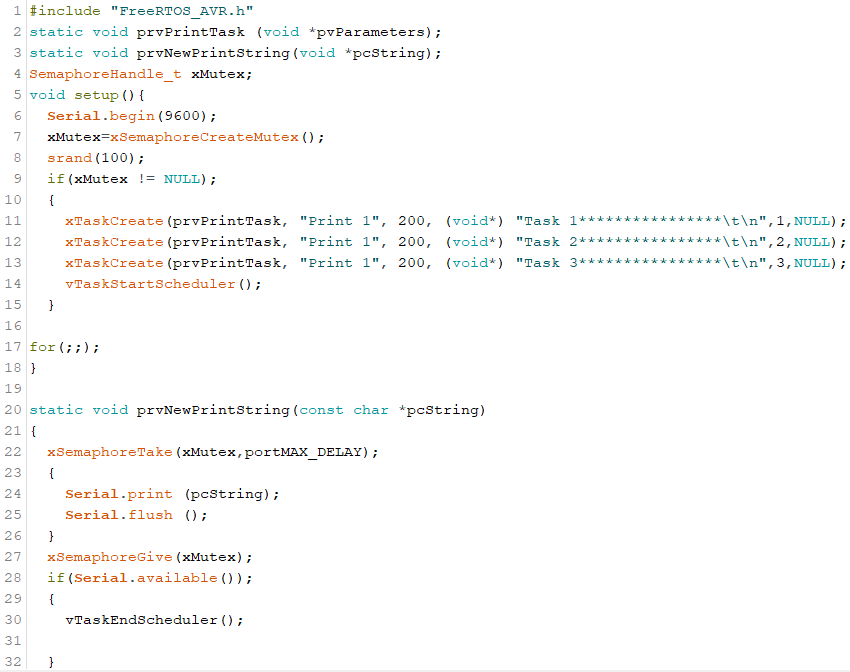 1 #include "FreeRTOS_AVR.h"
2 static void prvPrintTask (void *pvParameters);
3 static void prvNewPrintString(void *pcString);
4 SemaphoreHandle_t xMutex;
5 void setup(){
6   Serial.begin(9600);
7   xMutex=xSemaphoreCreateMutex();
8   srand(100);
9   if(xMutex != NULL);
10   {
11     xTaskCreate(prvPrintTask, "Print 1", 200, (void*) "Task 1****************\t\n",1,NULL);
12     xTaskCreate(prvPrintTask, "Print 1", 200, (void*) "Task 2****************\t\n",2,NULL);
13     xTaskCreate(prvPrintTask, "Print 1", 200, (void*) "Task 3****************\t\n",3,NULL);
14     vTaskStartScheduler();
15   }
16
17 for(;;);
18 }
19
20 static void prvNewPrintString(const char *pcString)
21 {
22   xSemaphoreTake(xMutex,portMAX_DELAY);
23   {
24     Serial.print (pcString);
25     Serial.flush ();
26   }
27   xSemaphoreGive(xMutex);
28   if(Serial.available());
29   {
30     vTaskEndScheduler();
31
32   }